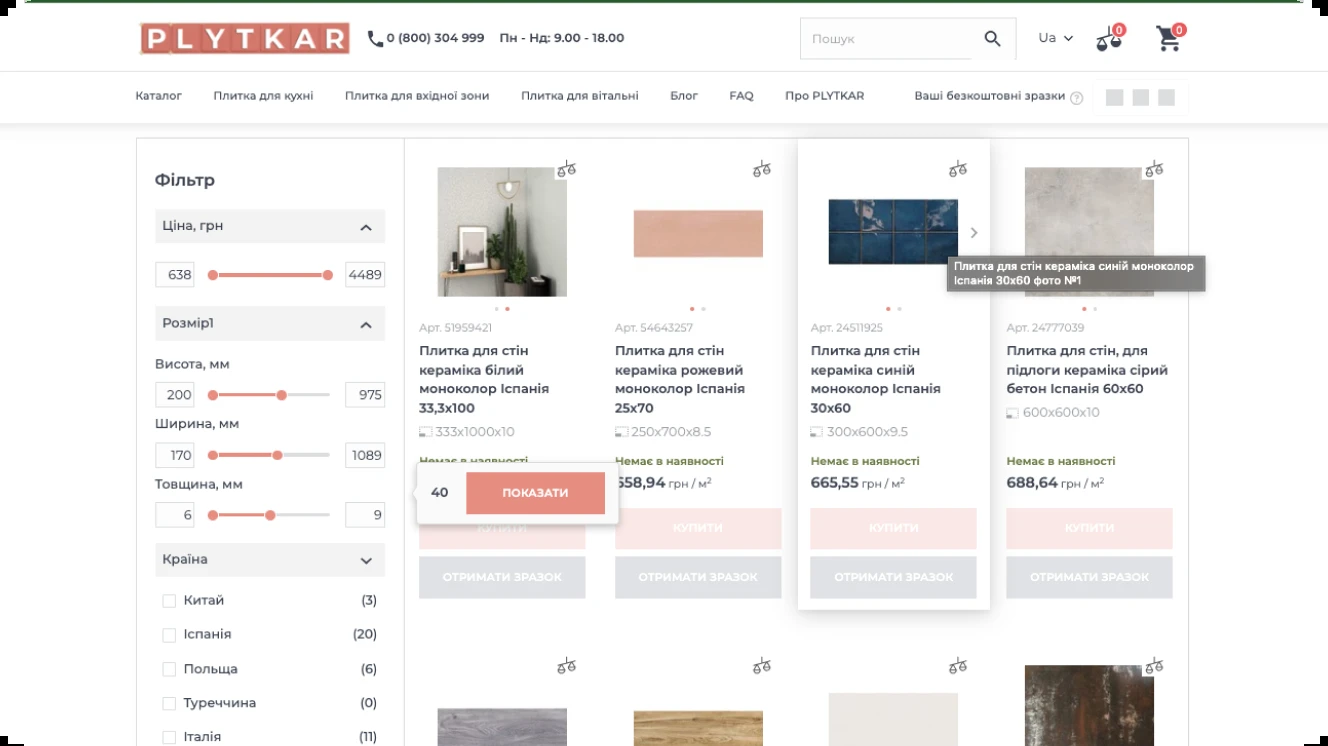 PLYTKAR
0 (800) 304 999 Пн - Нд: 9.00 - 18.00
Пошук
Ua
0
0
Каталог Плитка для кухні Плитка для вхідної зони Плитка для вітальні Блог FAQ Про PLYTKAR Ваші безкоштовні зразки ?
Фільтр
Ціна, грн
638 4489
Розмір1
Висота, мм
200 975
Ширина, мм
170 1089
Товщина, мм
6 9
Країна
Китай (3)
Іспанія (20)
Польща (6)
Туреччина (0)
Італія (11)
Арт. 51959421
Плитка для стін
кераміка білий
моноколор Іспанія
33,3x100
333x1000x10
Немає в наявності
40 ПОКАЗАТИ
КУПИТИ
ОТРИМАТИ ЗРАЗОК
Арт. 54643257
Плитка для стін
кераміка рожевий
моноколор Іспанія
25x70
250x700x8.5
Немає в наявності
658,94 грн / м²
КУПИТИ
ОТРИМАТИ ЗРАЗОК
Плитка для стін кераміка синій моноколор
Іспанія 30x60 фото №1
Арт. 24511925
Плитка для стін
кераміка синій
моноколор Іспанія
30x60
300x600x9.5
Немає в наявності
665,55 грн / м²
КУПИТИ
ОТРИМАТИ ЗРАЗОК
Арт. 24777039
Плитка для стін, для
підлоги кераміка сірий
бетон Іспанія 60x60
600x600x10
Немає в наявності
688,64 грн / м²
КУПИТИ
ОТРИМАТИ ЗРАЗОК